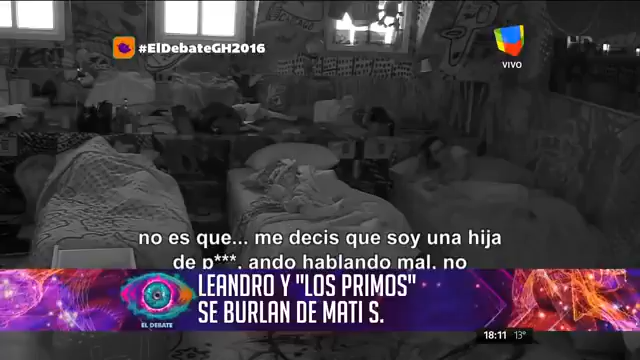 #ElDebateGH2016
VIVO
no es que... me decis que soy una hija
de p***. ando hablando mal. no
LEANDRO Y "LOS PRIMOS"
SE BURLAN DE MATI S.
EL DEBATE
18:11 13°